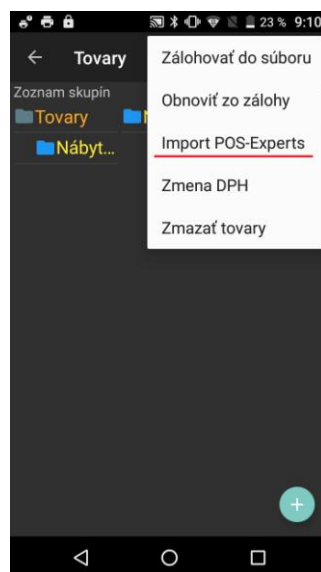 23 % 9:10
Tovary
Zálohovať do súboru
Obnoviť zo zálohy
Import POS-Experts
Zmena DPH
Zmazať tovary
Zoznam skupín
Tovary
Nábyt...